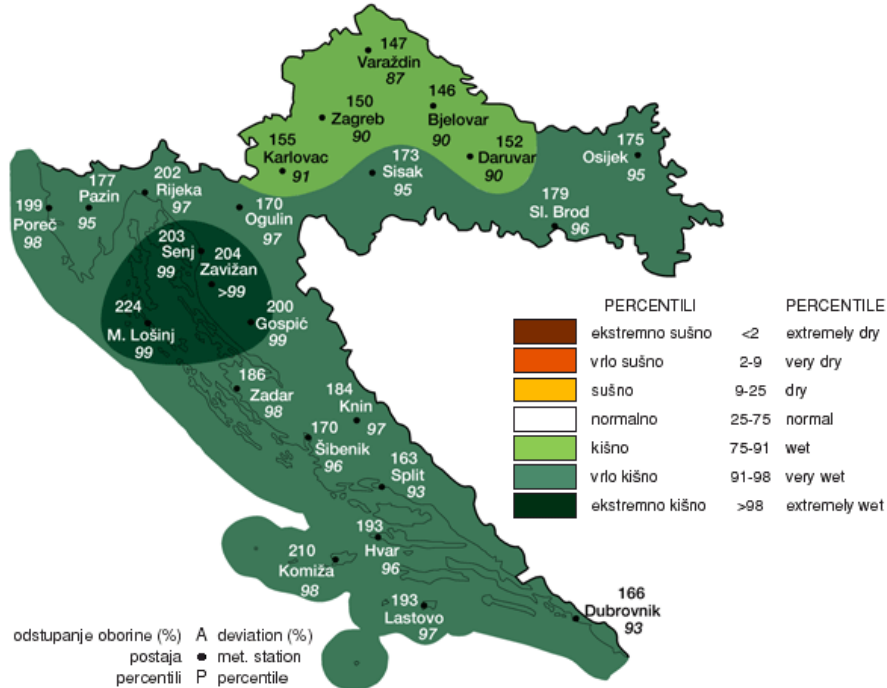 147
Varaždin
87
150
Zagreb
90
146
Bjelovar
90
155
Karlovac
91
152
Daruvar
90
173
Sisak
95
175
Osijek
95
179
Sl. Brod
96
202
Rijeka
97
177
Pazin
95
199
Poreč
98
170
Ogulin
97
203
Senj
99
204
Zavižan
>99
224
M. Lošinj
99
200
Gospić
99
186
Zadar
98
184
Knin
97
170
Šibenik
96
163
Split
93
193
Hvar
96
210
Komiža
98
193
Lastovo
97
166
Dubrovnik
93
PERCENTILI PERCENTILE
ekstremno sušno <2 extremely dry
vrlo sušno 2-9 very dry
sušno 9-25 dry
normalno 25-75 normal
kišno 75-91 wet
vrlo kišno 91-98 very wet
ekstremno kišno >98 extremely wet
odstupanje oborine (%) A deviation (%)
postaja ● met. station
percentili P percentile